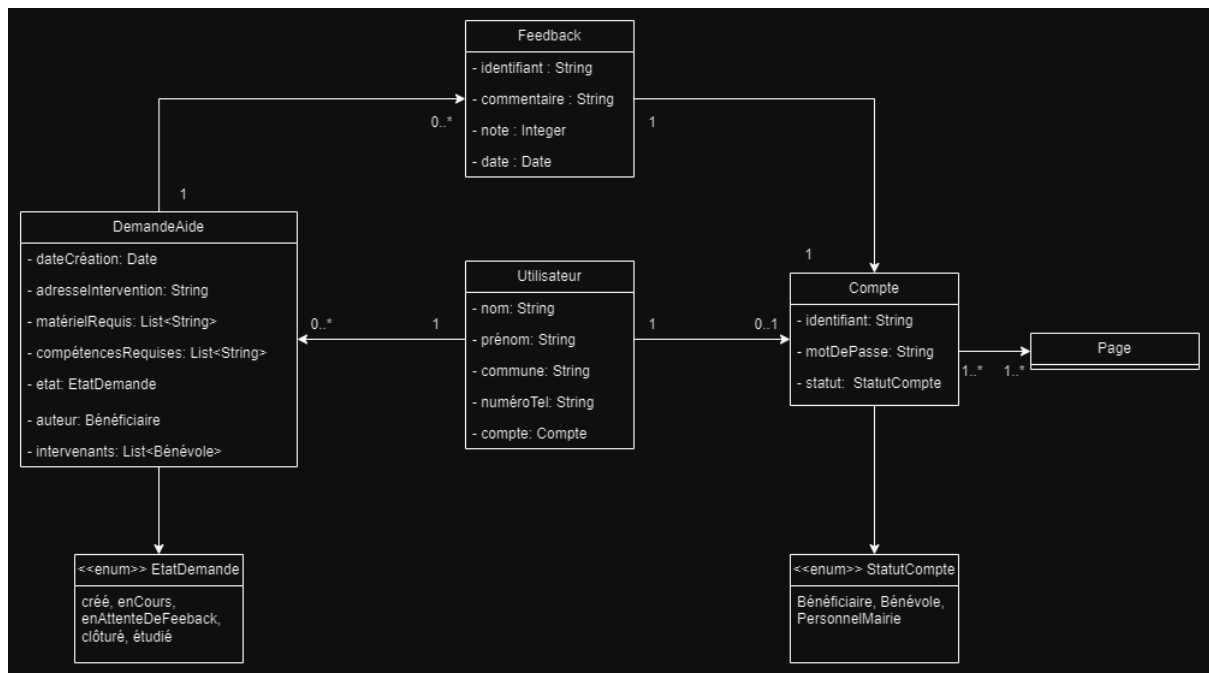 Feedback
- identifiant : String
- commentaire : String
- note : Integer
- date : Date
0..*
1
1
1
DemandeAide
- dateCréation: Date
- adresseIntervention: String
- matérielRequis: List<String>
- compétencesRequises: List<String>
- etat: EtatDemande
- auteur: Bénéficiaire
- intervenants: List<Bénévole>
0..*
1
Utilisateur
- nom: String
- prénom: String
- commune: String
- numéroTel: String
- compte: Compte
1
0..1
Compte
- identifiant: String
- motDePasse: String
- statut: StatutCompte
1..*
1..*
Page
<<enum>> EtatDemande
créé, enCours,
enAttenteDeFeeback,
clôturé, étudié
<<enum>> StatutCompte
Bénéficiaire, Bénévole,
PersonnelMairie